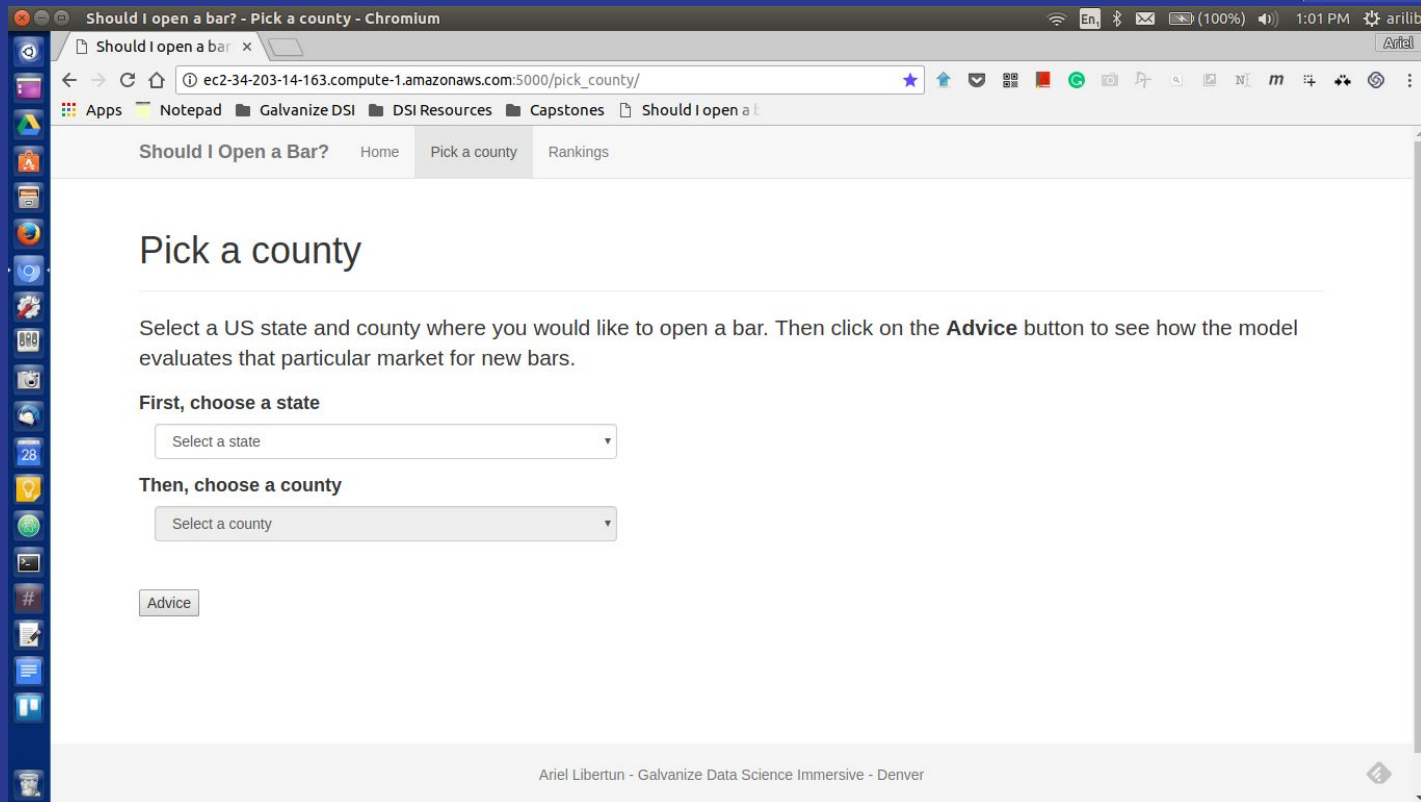 Should I open a bar? - Pick a county - Chromium
En, (100%) 1:01 PM arilib
Should I open a bar × Ariel
ec2-34-203-14-163.compute-1.amazonaws.com:5000/pick_county/
Apps Notepad Galvanize DSI DSI Resources Capstones Should I open a b
Should I Open a Bar? Home Pick a county Rankings
Pick a county
Select a US state and county where you would like to open a bar. Then click on the Advice button to see how the model
evaluates that particular market for new bars.
First, choose a state
Select a state
Then, choose a county
28
Select a county
Advice
Ariel Libertun - Galvanize Data Science Immersive - Denver